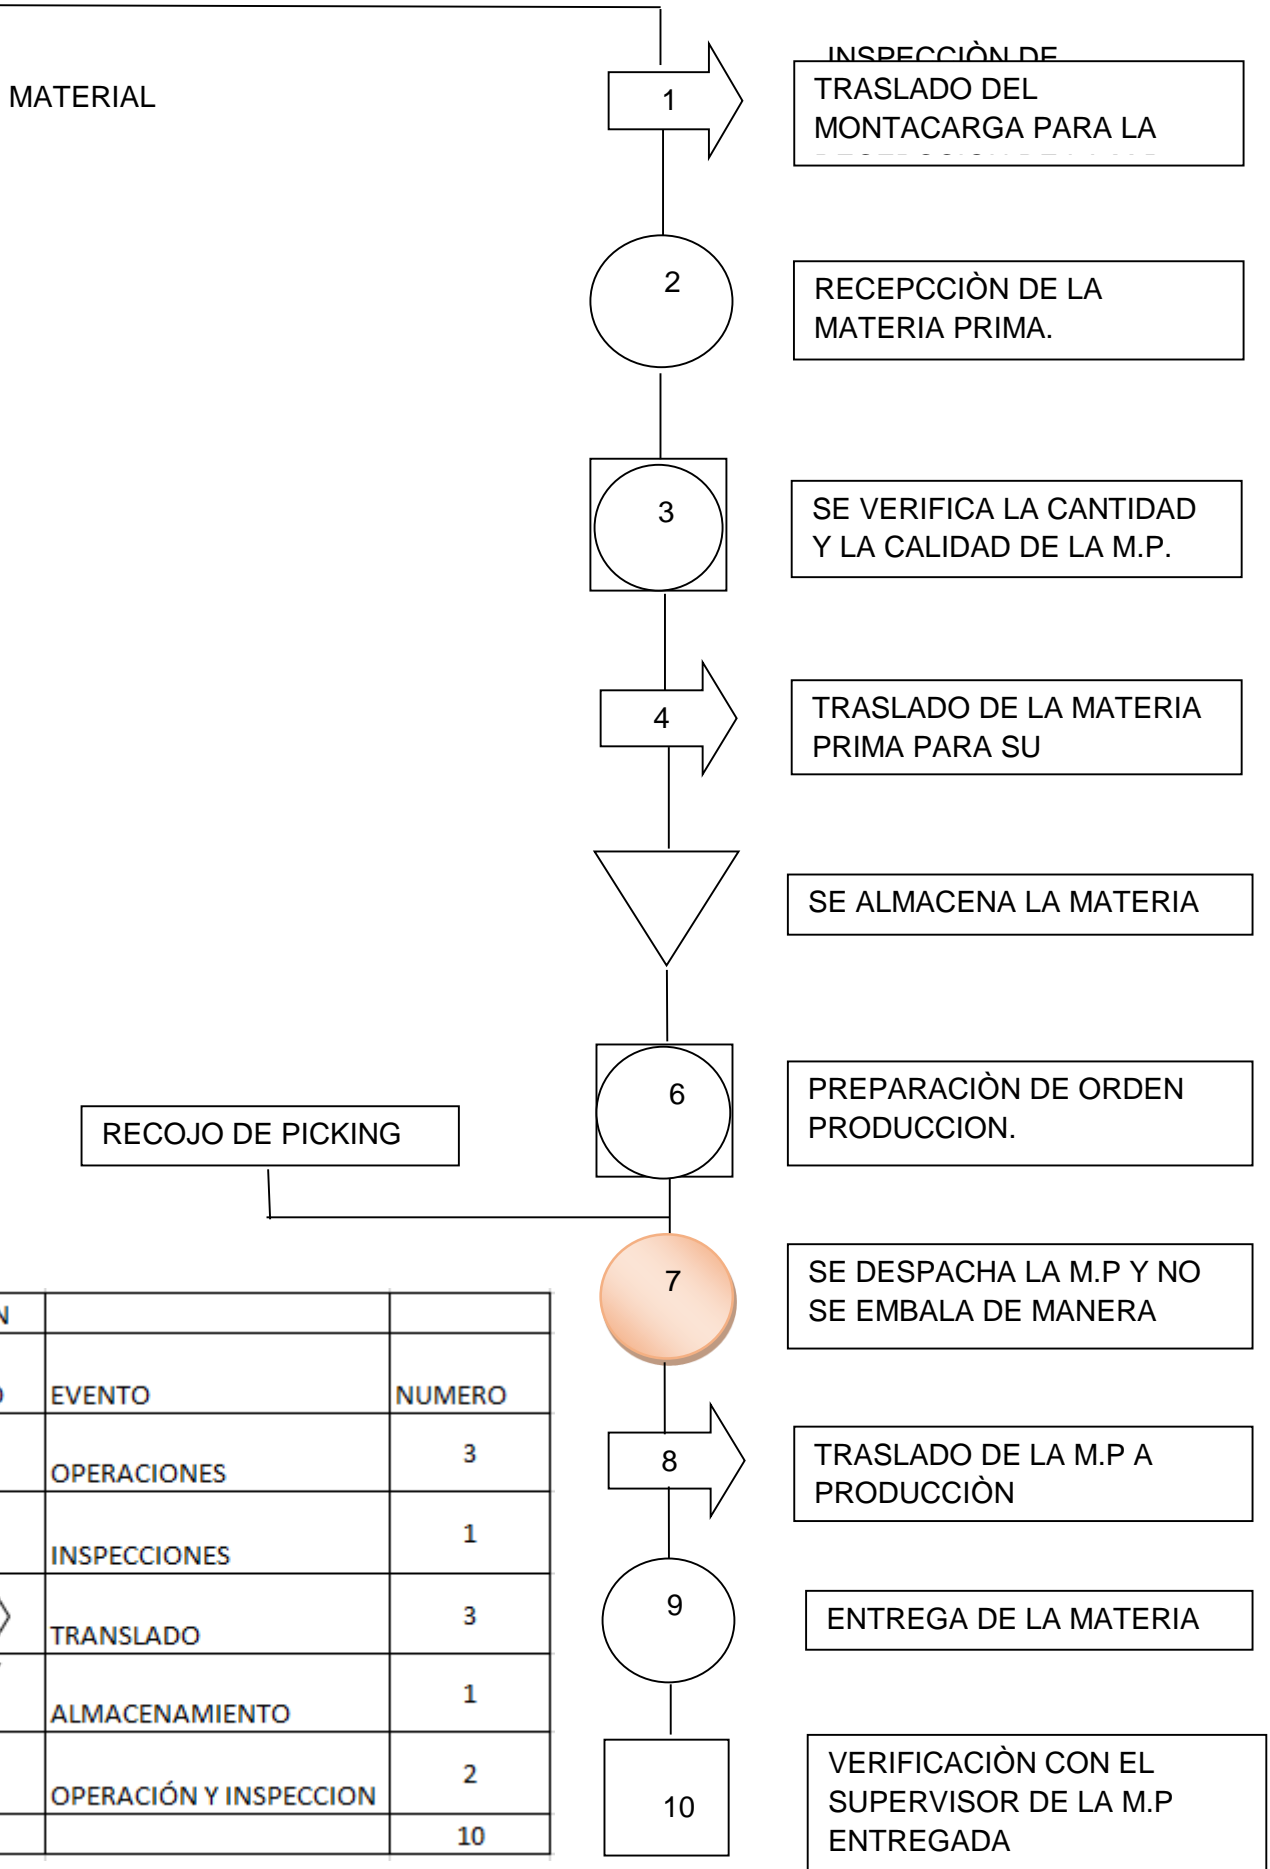 INSPECCIÒN DE
MATERIAL
1
TRASLADO DEL
MONTACARGA PARA LA
2
RECEPCCIÒN DE LA
MATERIA PRIMA.
3
SE VERIFICA LA CANTIDAD
Y LA CALIDAD DE LA M.P.
4
TRASLADO DE LA MATERIA
PRIMA PARA SU
SE ALMACENA LA MATERIA
6
PREPARACIÒN DE ORDEN
PRODUCCION.
RECOJO DE PICKING
7
SE DESPACHA LA M.P Y NO
SE EMBALA DE MANERA
8
TRASLADO DE LA M.P A
PRODUCCIÒN
9
ENTREGA DE LA MATERIA
10
VERIFICACIÒN CON EL
SUPERVISOR DE LA M.P
ENTREGADA
N
O EVENTO NUMERO
OPERACIONES 3
INSPECCIONES 1
TRANSLADO 3
ALMACENAMIENTO 1
OPERACIÓN Y INSPECCION 2
10